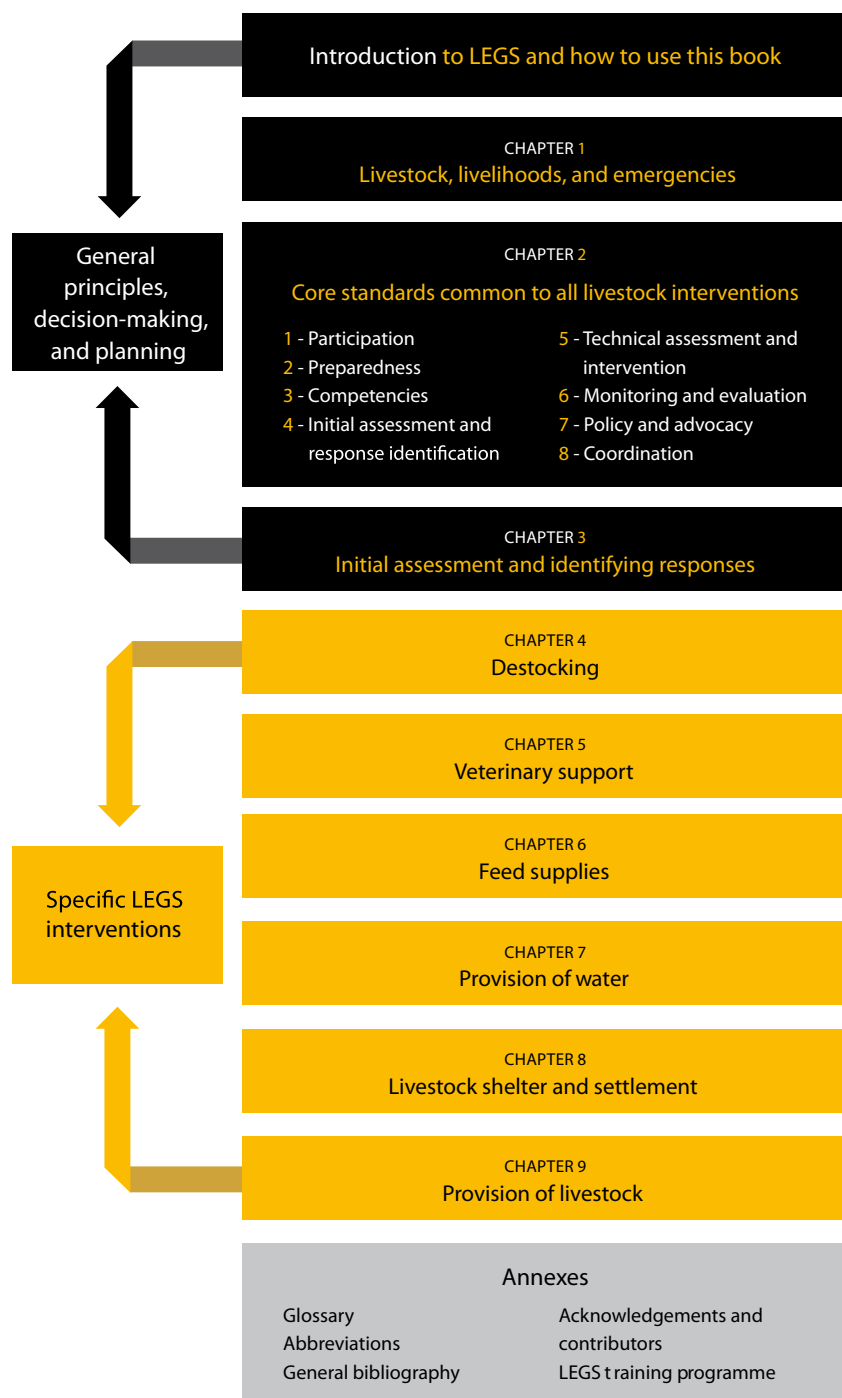 Introduction to LEGS and how to use this book
CHAPTER 1
Livestock, livelihoods, and emergencies
General
principles,
decision-making,
and planning
CHAPTER 2
Core standards common to all livestock interventions
1 - Participation
2 - Preparedness
3 - Competencies
4 - Initial assessment and
response identification
5 - Technical assessment and
intervention
6 - Monitoring and evaluation
7 - Policy and advocacy
8 - Coordination
CHAPTER 3
Initial assessment and identifying responses
CHAPTER 4
Destocking
CHAPTER 5
Veterinary support
CHAPTER 6
Feed supplies
Specific LEGS
interventions
CHAPTER 7
Provision of water
CHAPTER 8
Livestock shelter and settlement
CHAPTER 9
Provision of livestock
Annexes
Glossary
Abbreviations
General bibliography
Acknowledgements and
contributors
LEGS t raining programme